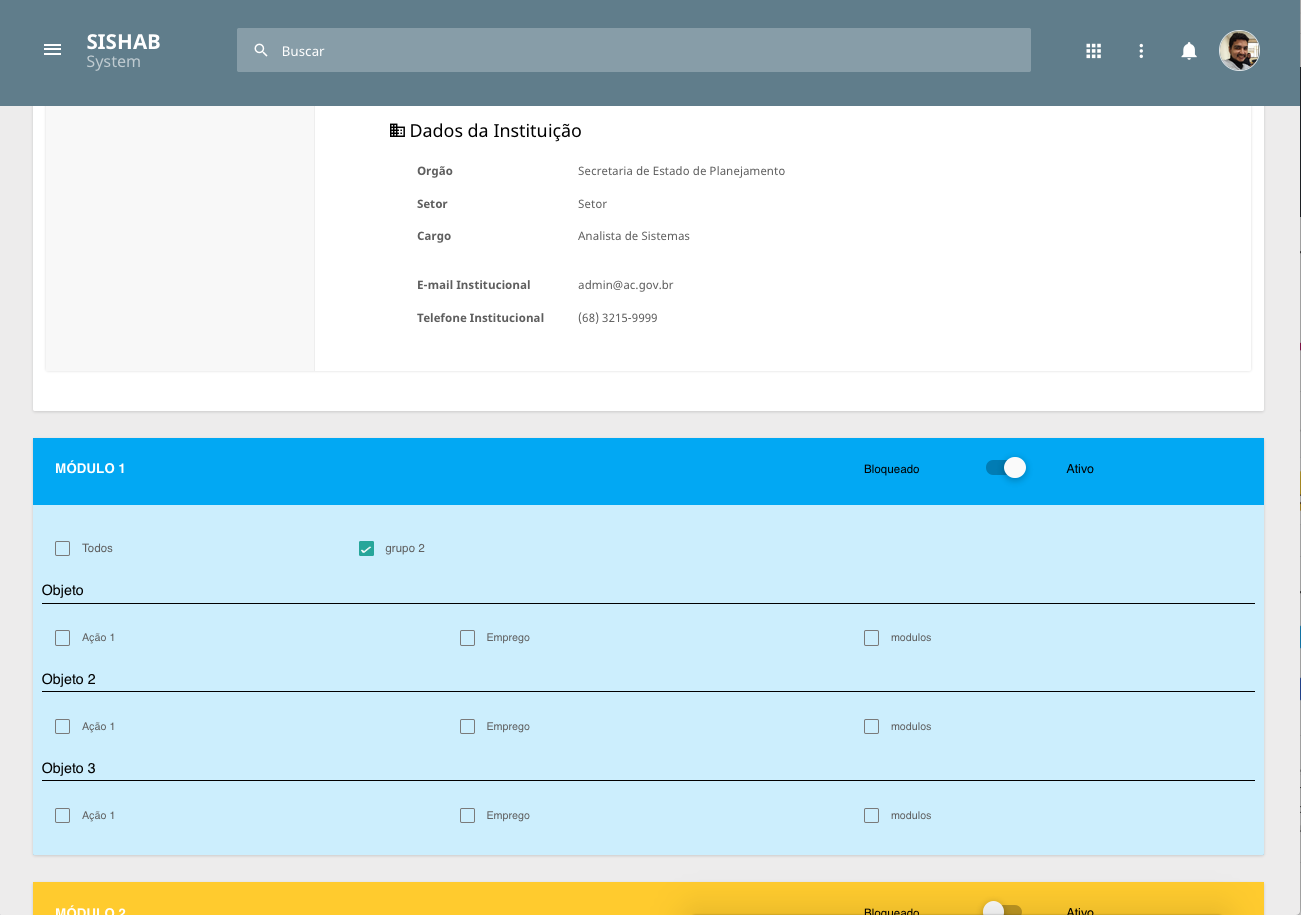 SISHAB
System
Buscar
Dados da Instituição
Orgão Secretaria de Estado de Planejamento
Setor Setor
Cargo Analista de Sistemas
E-mail Institucional admin@ac.gov.br
Telefone Institucional (68) 3215-9999
MÓDULO 1 Bloqueado Ativo
Todos grupo 2
Objeto
Ação 1 Emprego modulos
Objeto 2
Ação 1 Emprego modulos
Objeto 3
Ação 1 Emprego modulos
MÓDULO 2 Bloqueado Ativo